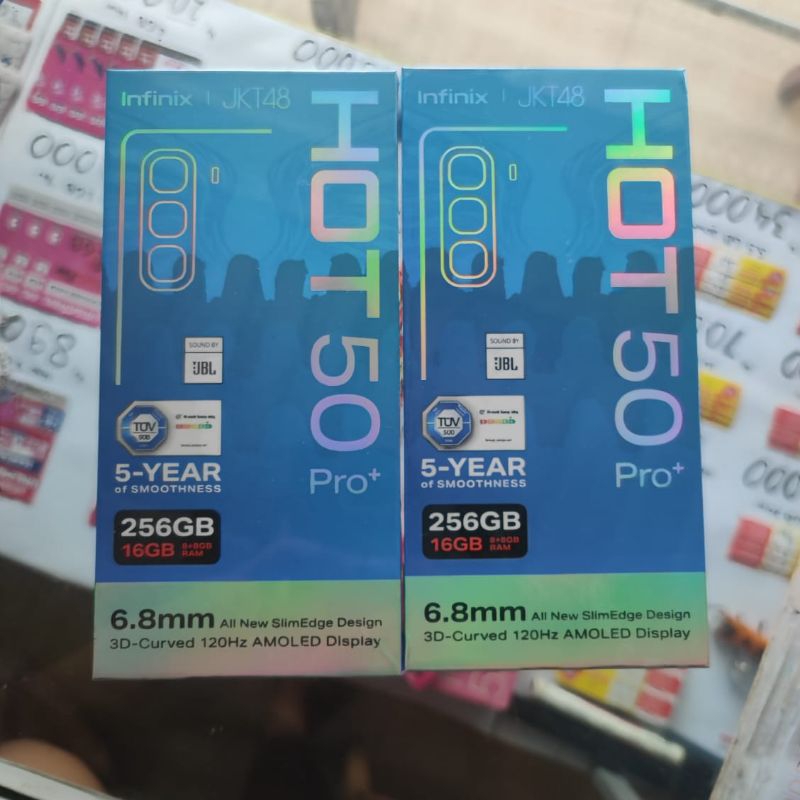 Infinix | JKT48
HOT 50
Pro+
SOUND BY
JBL
TÜV
SÜD
5-YEAR
of SMOOTHNESS
256GB
16GB 8+8GB
RAM
6.8mm All New SlimEdge Design
3D-Curved 120Hz AMOLED Display
Infinix | JKT48
HOT 50
Pro+
SOUND BY
JBL
TÜV
SÜD
5-YEAR
of SMOOTHNESS
256GB
16GB 8+8GB
RAM
6.8mm All New SlimEdge Design
3D-Curved 120Hz AMOLED Display